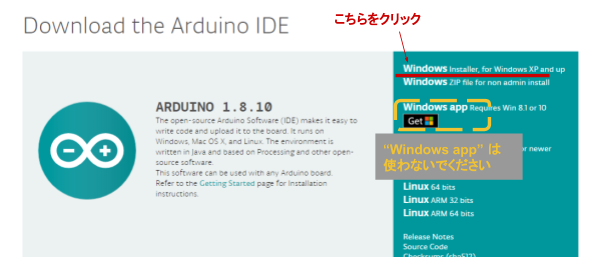 こちらをクリック
Download the Arduino IDE
Windows Installer, for Windows XP and up
Windows ZIP file for non admin install
Windows app Requires Win 8.1 or 10
Get
ARDUINO 1.8.10
The open-source Arduino Software (IDE) makes it easy to
write code and upload it to the board. It runs on
Windows, Mac OS X, and Linux. The environment is
written in Java and based on Processing and other open-
source software.
This software can be used with any Arduino board.
Refer to the Getting Started page for Installation
instructions.
"Windows app" は
使わないでください
or newer
Linux 64 bits
Linux ARM 32 bits
Linux ARM 64 bits
Release Notes
Source Code
Checksums (sha512)